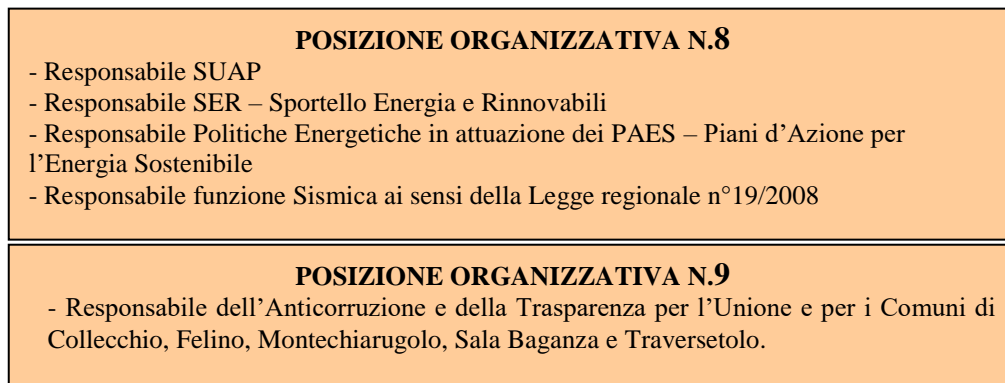 POSIZIONE ORGANIZZATIVA N.8
- Responsabile SUAP
- Responsabile SER – Sportello Energia e Rinnovabili
- Responsabile Politiche Energetiche in attuazione dei PAES – Piani d’Azione per
l’Energia Sostenibile
- Responsabile funzione Sismica ai sensi della Legge regionale n°19/2008
POSIZIONE ORGANIZZATIVA N.9
- Responsabile dell’Anticorruzione e della Trasparenza per l’Unione e per i Comuni di
Collecchio, Felino, Montechiarugolo, Sala Baganza e Traversetolo.